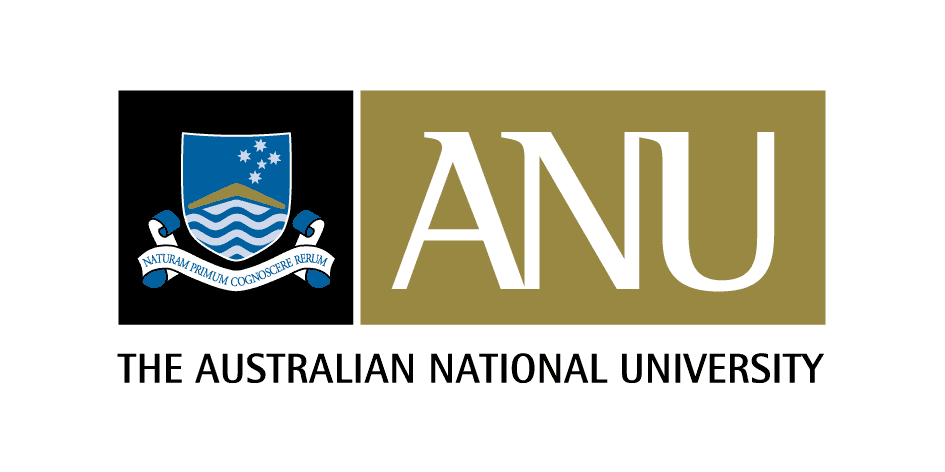 ANU
NATURAM PRIMUM COGNOSCERE RERUM
THE AUSTRALIAN NATIONAL UNIVERSITY